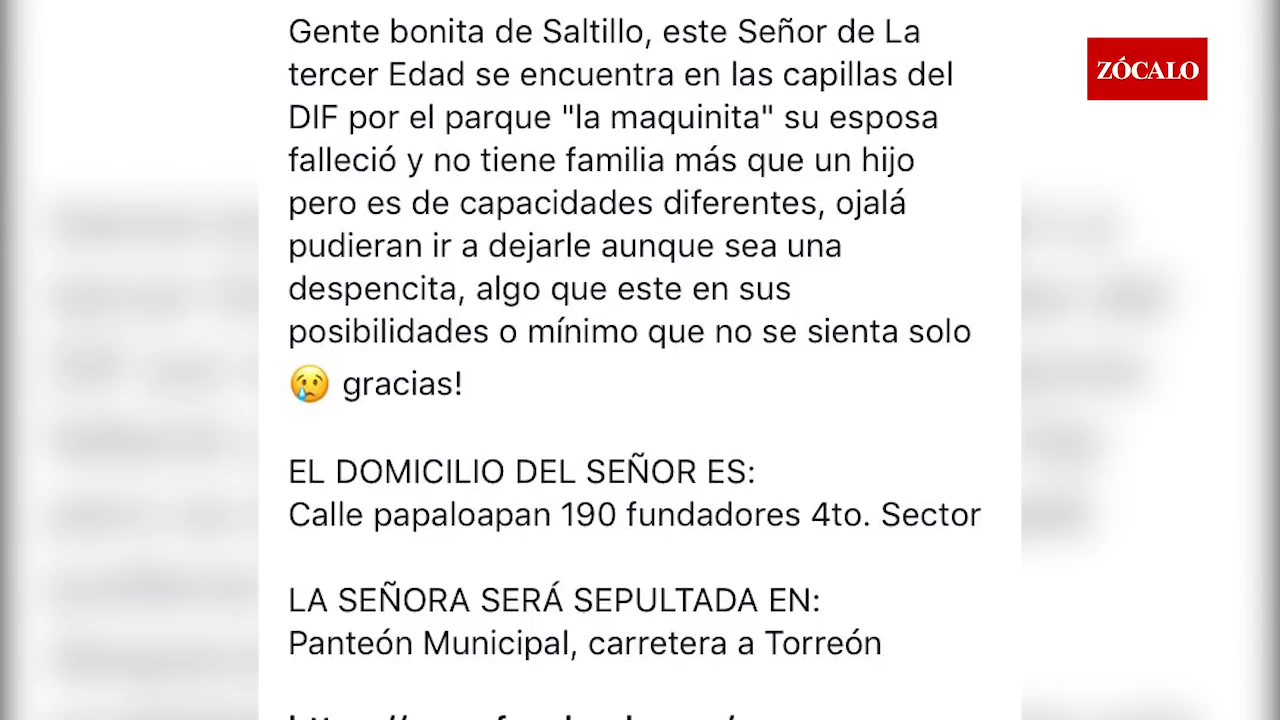 Gente bonita de Saltillo, este Señor de La
tercer Edad se encuentra en las capillas del
DIF por el parque "la maquinita" su esposa
falleció y no tiene familia más que un hijo
pero es de capacidades diferentes, ojalá
pudieran ir a dejarle aunque sea una
despencita, algo que este en sus
posibilidades o mínimo que no se sienta solo
😢 gracias!
EL DOMICILIO DEL SEÑOR ES:
Calle papaloapan 190 fundadores 4to. Sector
LA SEÑORA SERÁ SEPULTADA EN:
Panteón Municipal, carretera a Torreón
ZÓCALO